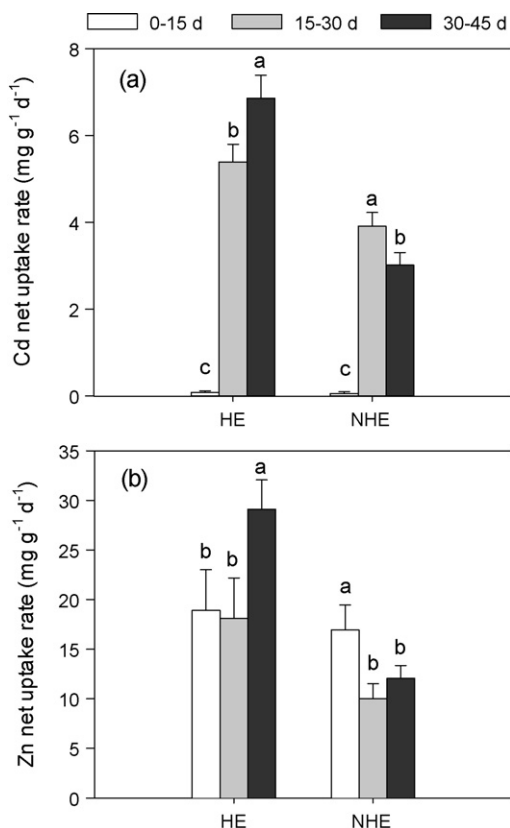 0-15 d 15-30 d 30-45 d
8
(a)
a
b
6
a
4
b
2
c
c
0
HE NHE
Cd net uptake rate (mg g⁻¹ d⁻¹)
35
(b)
a
30
25
b b
20
a
15
b b
10
5
0
HE NHE
Zn net uptake rate (mg g⁻¹ d⁻¹)